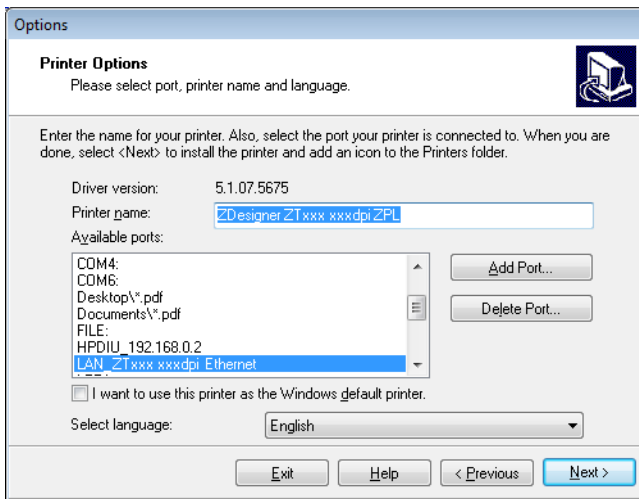 Options
Printer Options
Please select port, printer name and language.
Enter the name for your printer. Also, select the port your printer is connected to. When you are
done, select <Next> to install the printer and add an icon to the Printers folder.
Driver version: 5.1.07.5675
Printer name: ZDesigner ZTxxx xxxdpi ZPL
Available ports:
COM4:
COM6:
Desktop\*.pdf
Documents\*.pdf
FILE:
HPDIU_192.168.0.2
LAN_ZTxxx xxxdpi Ethernet
Add Port...
Delete Port...
I want to use this printer as the Windows default printer.
Select language: English
Exit Help < Previous Next >